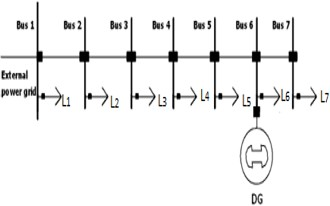 Bus 1 Bus 2 Bus 3 Bus 4 Bus 5 Bus 6 Bus 7
External
power grid
L1 L2 L3 L4 L5 L6 L7
DG